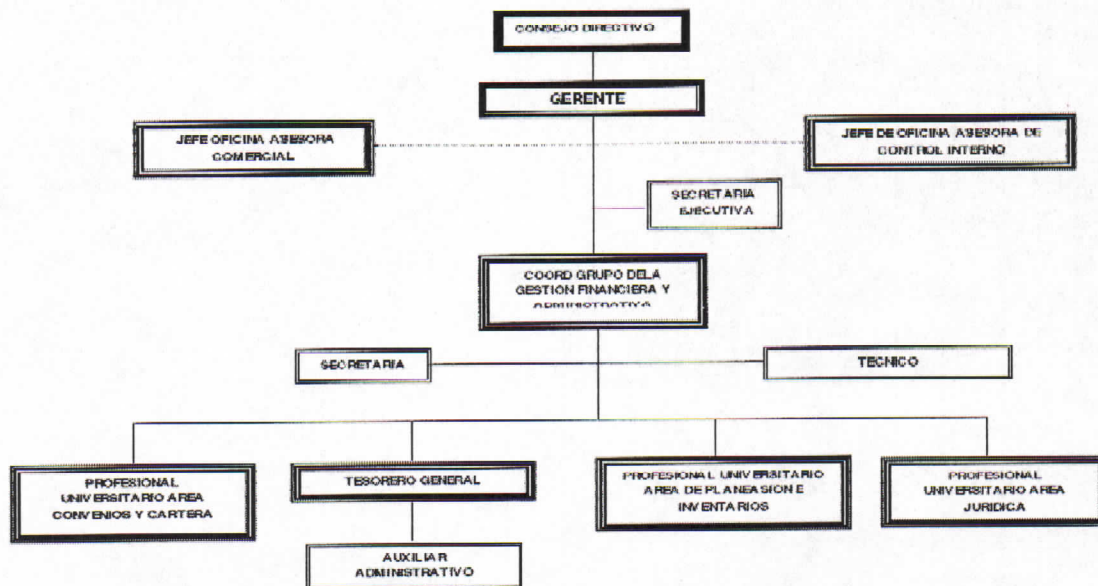 CONSEJO DIRECTIVO
GERENTE
JEFE OFICINA ASESORA
COMERCIAL
JEFE DE OFICINA ASESORA DE
CONTROL INTERNO
SECRETARIA
EJECUTIVA
COORD GRUPO DELA
GESTION FINANCIERA Y
ADMINISTRATIVO
SECRETARIA
TECNICO
PROFESIONAL
UNIVERSITARIO AREA
CONVENIOS Y CARTERA
TESORERO GENERAL
PROFESIONAL UNIVERSITARIO
AREA DE PLANEASION E
INVENTARIOS
PROFESIONAL
UNIVERSITARIO AREA
JURIDICA
AUXILIAR
ADMINISTRATIVO